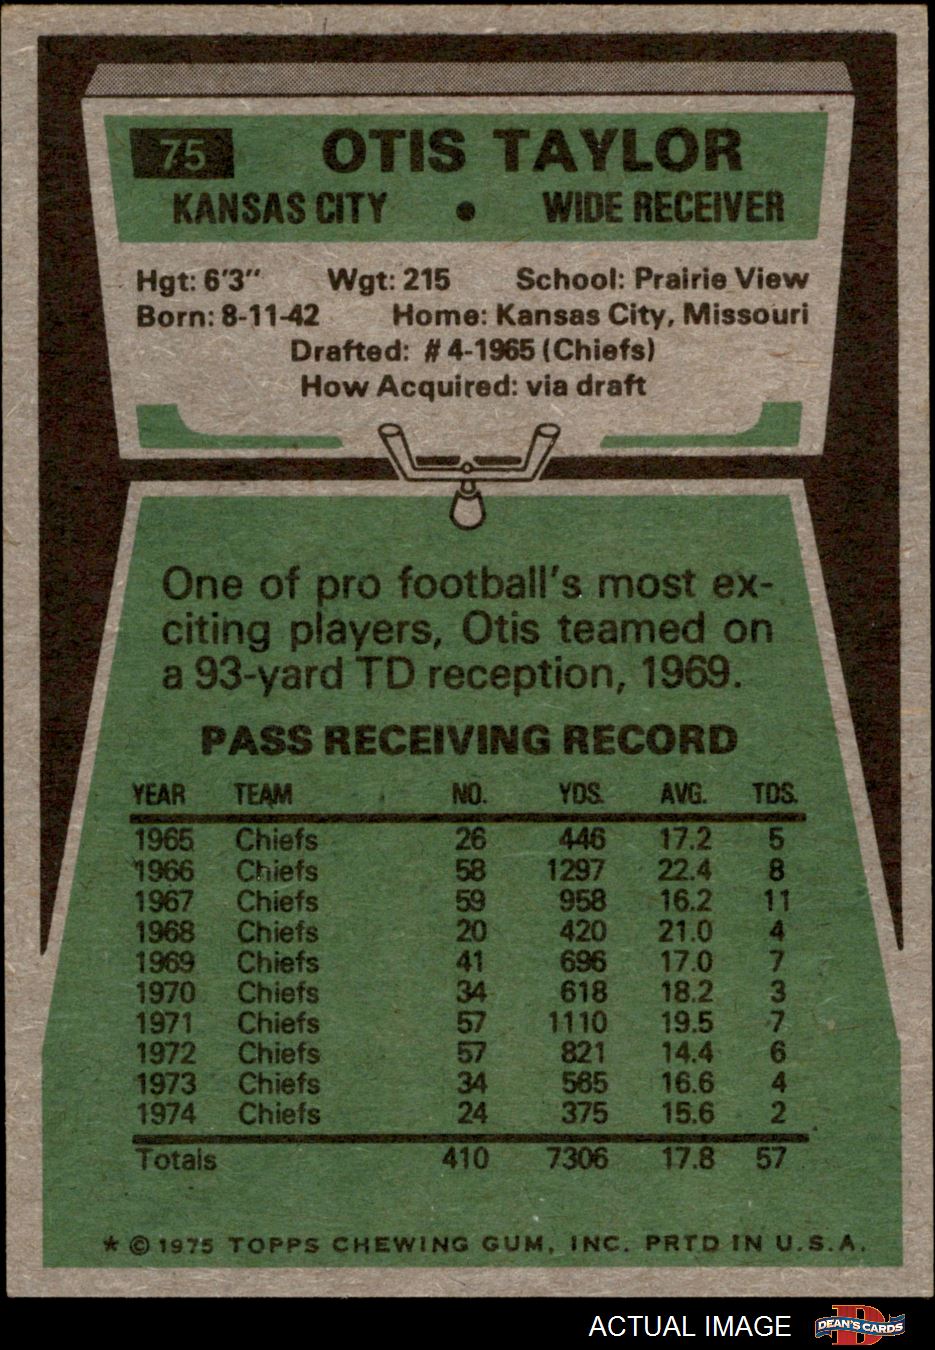 75 OTIS TAYLOR
KANSAS CITY • WIDE RECEIVER
Hgt: 6'3" Wgt: 215 School: Prairie View
Born: 8-11-42 Home: Kansas City, Missouri
Drafted: #4-1965 (Chiefs)
How Acquired: via draft
One of pro football's most ex-
citing players, Otis teamed on
a 93-yard TD reception, 1969.
PASS RECEIVING RECORD
YEAR TEAM NO. YDS. AVG. TDS.
1965 Chiefs 26 446 17.2 5
1966 Chiefs 58 1297 22.4 8
1967 Chiefs 59 958 16.2 11
1968 Chiefs 20 420 21.0 4
1969 Chiefs 41 696 17.0 7
1970 Chiefs 34 618 18.2 3
1971 Chiefs 57 1110 19.5 7
1972 Chiefs 57 821 14.4 6
1973 Chiefs 34 565 16.6 4
1974 Chiefs 24 375 15.6 2
Totals 410 7306 17.8 57
* © 1975 TOPPS CHEWING GUM, INC. PRTD IN U.S.A.
ACTUAL IMAGE D DEAN'S CARDS